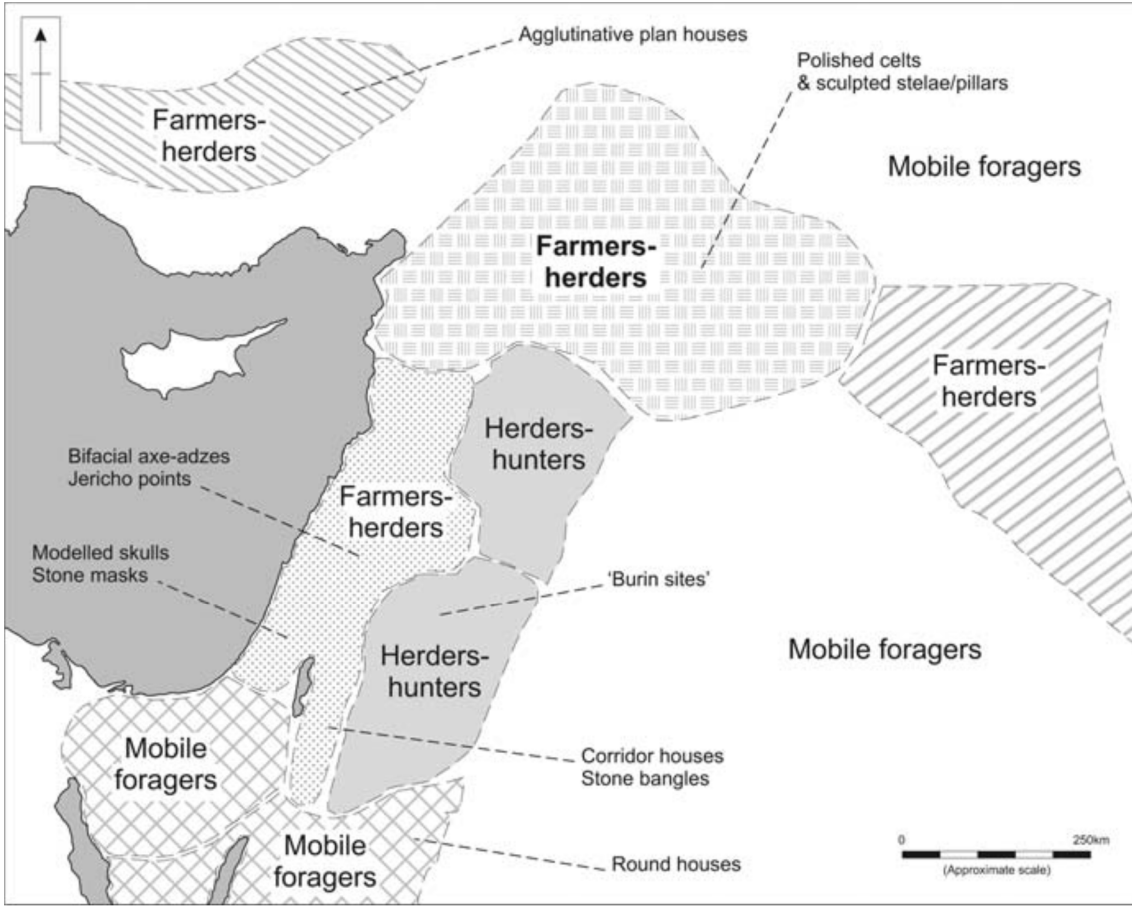 Agglutinative plan houses
Polished celts
& sculpted stelae/pillars
Farmers-
herders
Mobile foragers
Farmers-
herders
Farmers-
herders
Herders-
hunters
Bifacial axe-adzes
Jericho points
Farmers-
herders
Modelled skulls
Stone masks
'Burin sites'
Herders-
hunters
Mobile foragers
Mobile
foragers
Corridor houses
Stone bangles
Mobile
foragers
Round houses
0 250km
(Approximate scale)